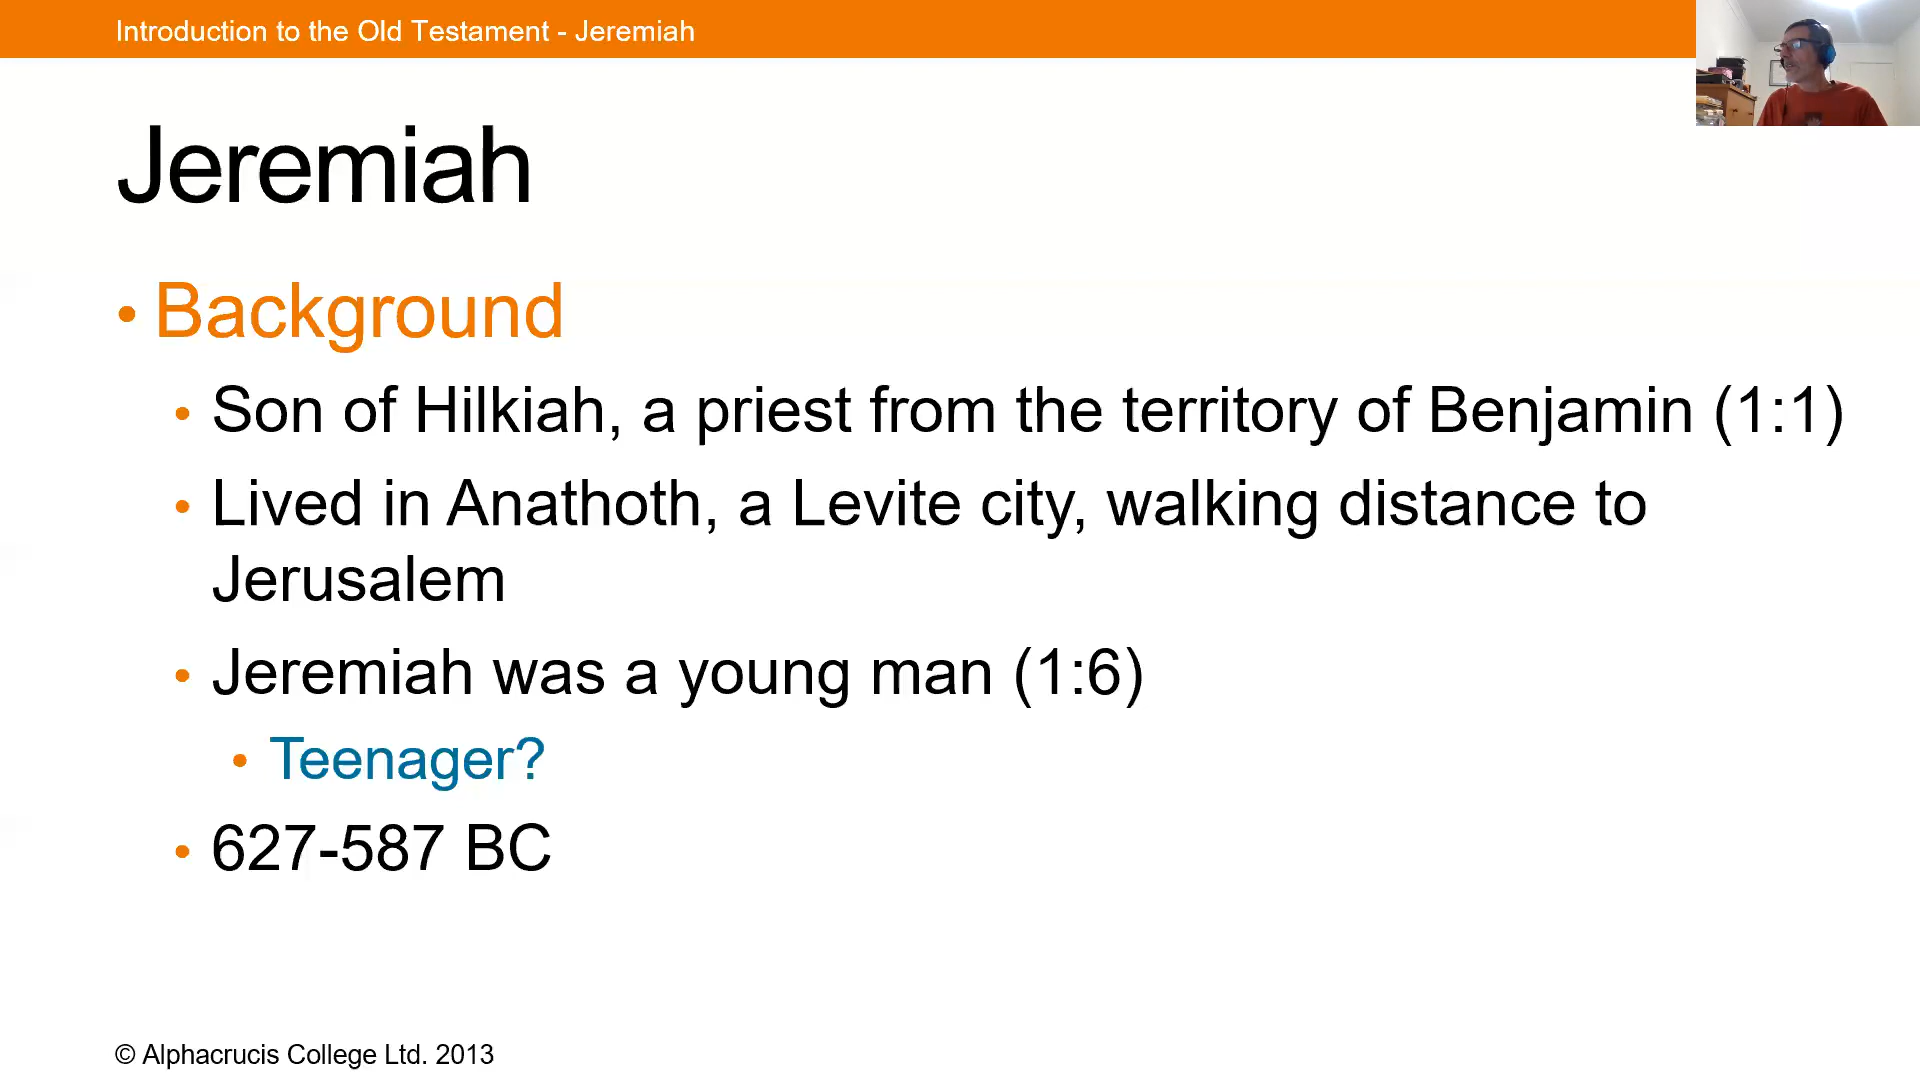 Introduction to the Old Testament - Jeremiah
Jeremiah
• Background
• Son of Hilkiah, a priest from the territory of Benjamin (1:1)
• Lived in Anathoth, a Levite city, walking distance to
Jerusalem
• Jeremiah was a young man (1:6)
• Teenager?
• 627-587 BC
© Alphacrucis College Ltd. 2013